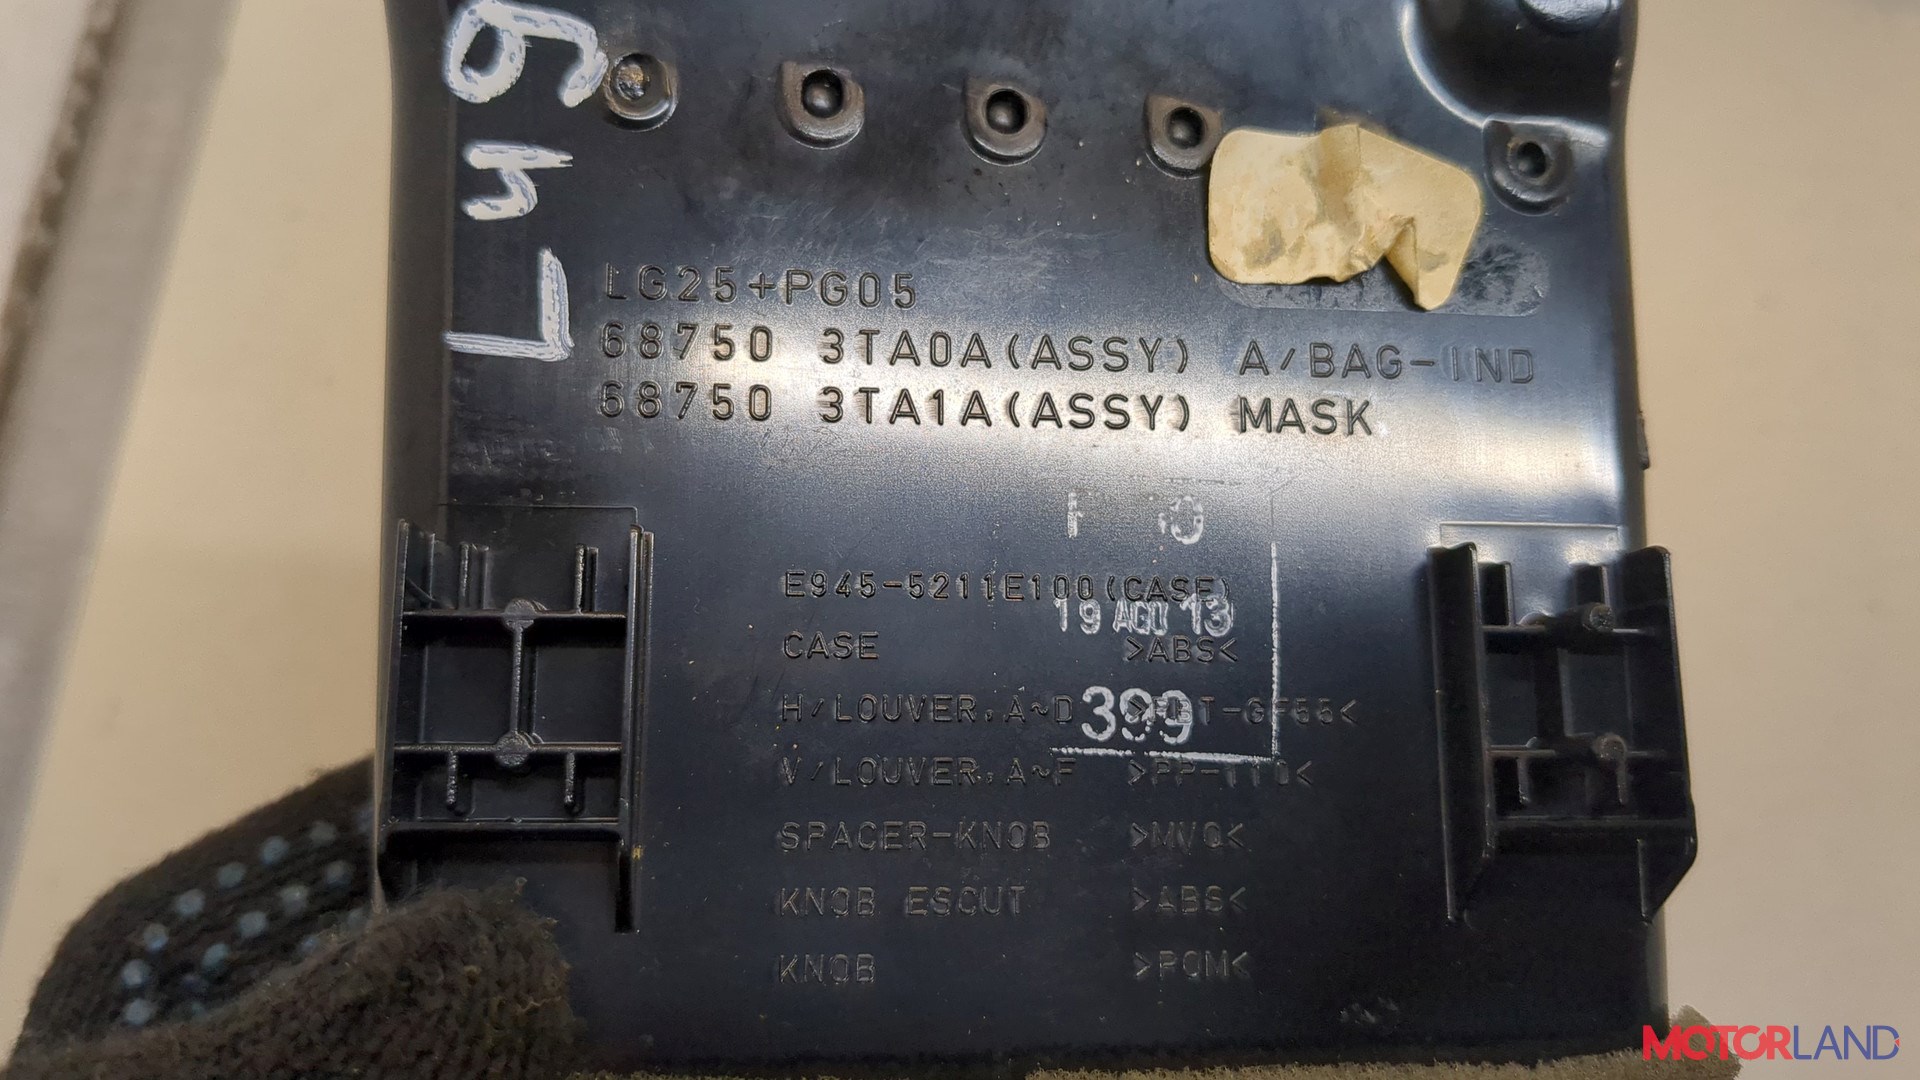 L49
LG25+PG05
68750 3TA0A(ASSY) A/BAG-IND
68750 3TA1A(ASSY) MASK
E945-5211E100(CASE)
19 AGO 13
CASE >ABS<
H/LOUVER,A~D
399
V/LOUVER,A~F
SPACER-KNOB >MVQ<
KNOB ESCUT >ABS<
KNOB >POM<
MOTORLAND